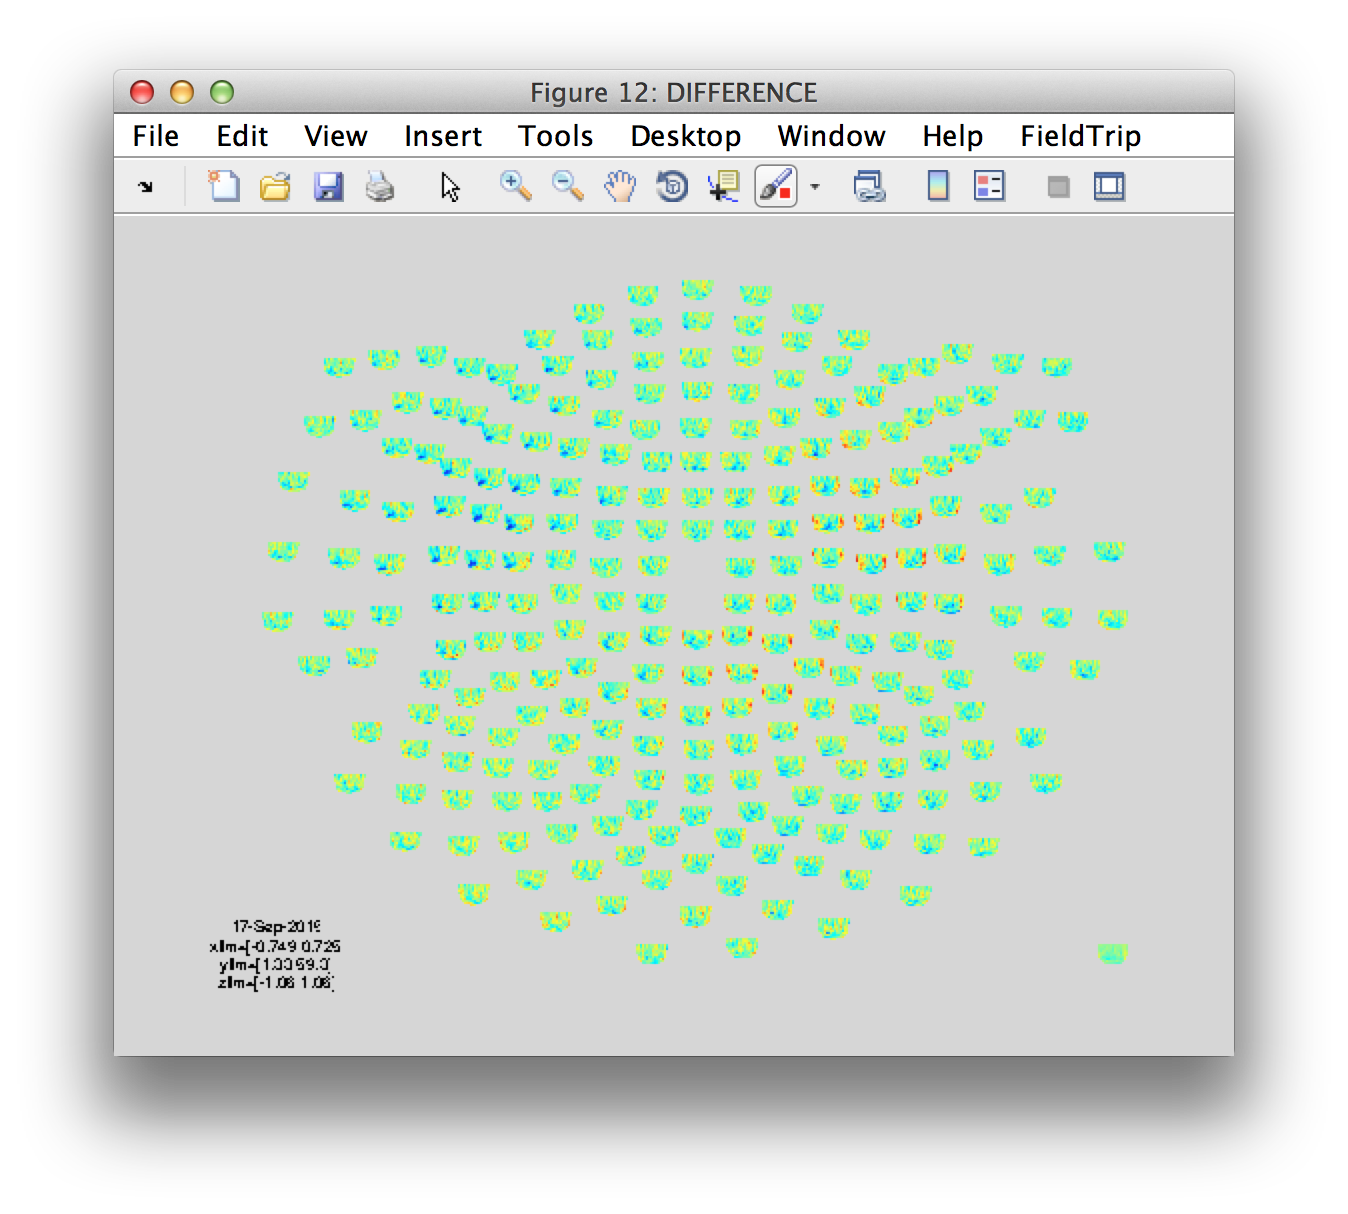 Figure 12: DIFFERENCE
File Edit View Insert Tools Desktop Window Help FieldTrip
17-Sep-2015
xlim=[-0.749 0.725
ylim=[1.33 59.3]
zlim=[-1.06 1.06]